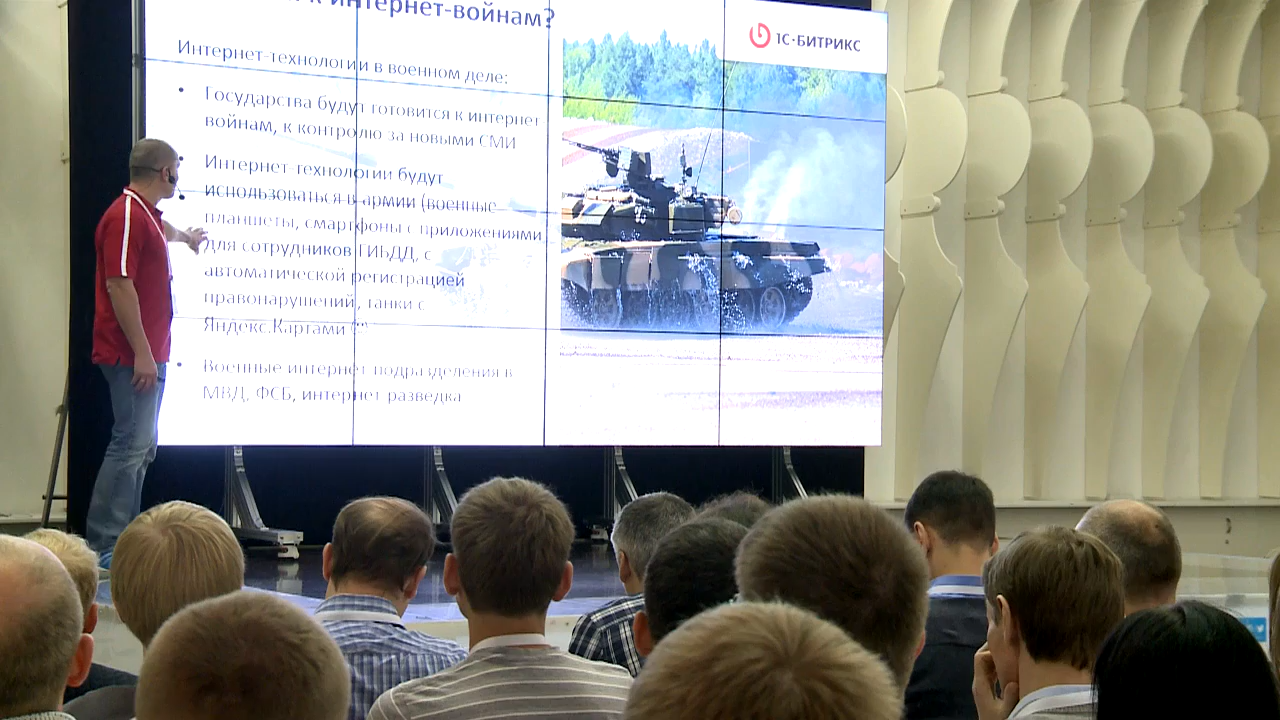 к интернет-войнам?
1С·БИТРИКС
Интернет-технологии в военном деле:
• Государства будут готовится к интернет
войнам, к контролю за новыми СМИ
• Интернет-технологии будут
использоваться в армии (военные
планшеты, смартфоны с приложениями
для сотрудников ГИБДД, с
автоматической регистрацией
правонарушений, танки с
Яндекс.Картами
• Военные интернет подразделения в
МВД, ФСБ, интернет разведка